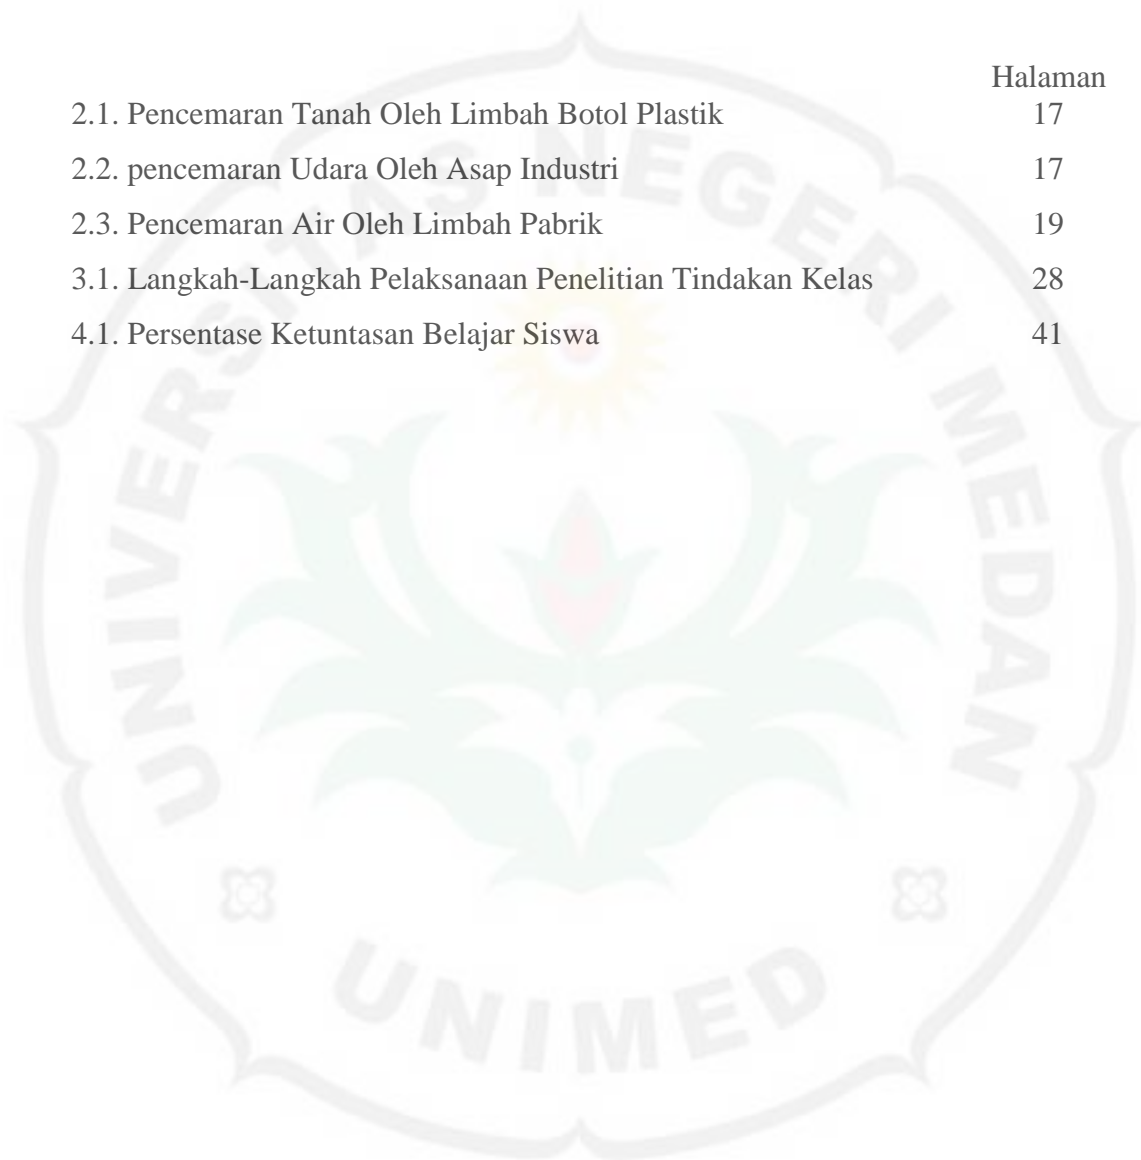 Halaman
2.1. Pencemaran Tanah Oleh Limbah Botol Plastik 17
2.2. pencemaran Udara Oleh Asap Industri 17
2.3. Pencemaran Air Oleh Limbah Pabrik 19
3.1. Langkah-Langkah Pelaksanaan Penelitian Tindakan Kelas 28
4.1. Persentase Ketuntasan Belajar Siswa 41
UNIVERSITAS NEGERI MEDAN
UNIMED